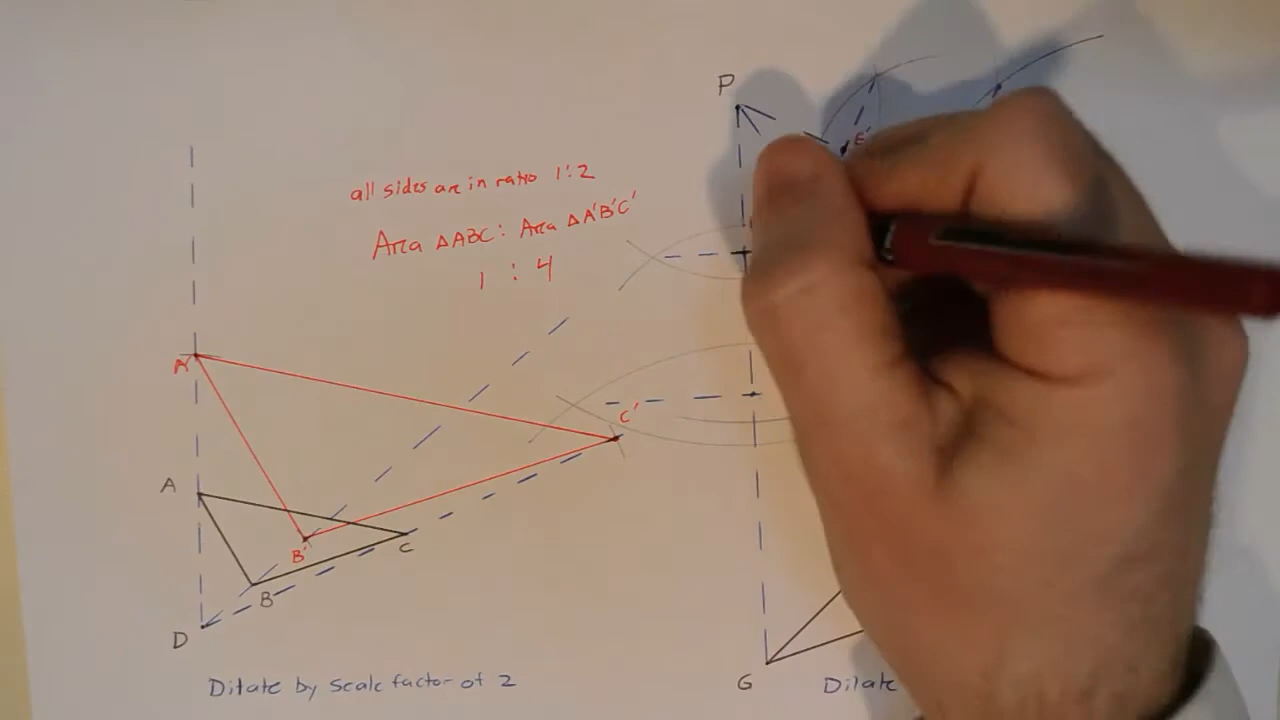 P
E'
all sides are in ratio 1:2
Area △ABC : Area △A'B'C'
1 : 4
A'
C'
A
B'
C
B
D
G
Dilate by scale factor of 2
Dilate